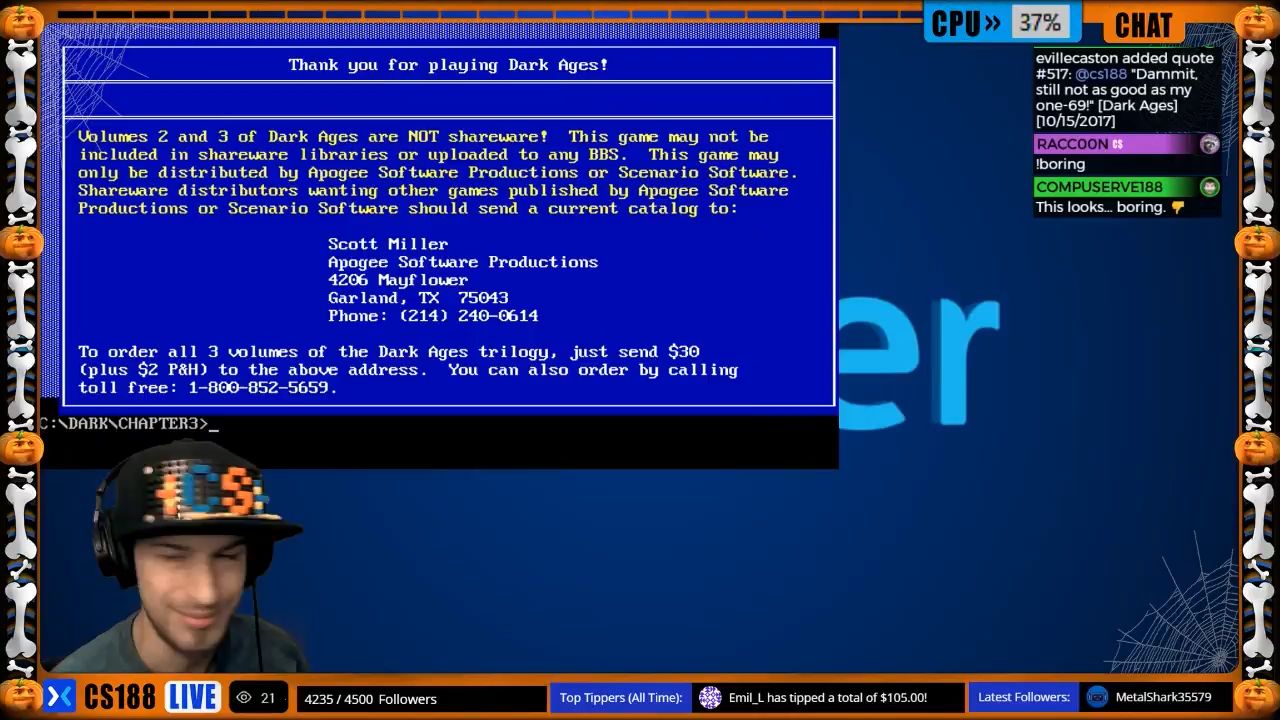 CPU»
37%
CHAT
Thank you for playing Dark Ages!
Volumes 2 and 3 of Dark Ages are NOT shareware!  This game may not be
included in shareware libraries or uploaded to any BBS.  This game may
only be distributed by Apogee Software Productions or Scenario Software.
Shareware distributors wanting other games published by Apogee Software
Productions or Scenario Software should send a current catalog to:
Scott Miller
Apogee Software Productions
4206 Mayflower
Garland, TX  75043
Phone: (214) 240-0614
To order all 3 volumes of the Dark Ages trilogy, just send $30
(plus $2 P&H) to the above address.  You can also order by calling
toll free: 1-800-852-5659.
C:\DARK\CHAPTER3>_
er
evillecaston added quote
#517: @cs188 "Dammit,
still not as good as my
one-69!" [Dark Ages]
[10/15/2017]
RACC00N CS
!boring
COMPUSERVE188
This looks... boring.
CS
CS188 LIVE
21
4235 / 4500 Followers
Top Tippers (All Time):
Emil_L has tipped a total of $105.00!
Latest Followers:
MetalShark35579